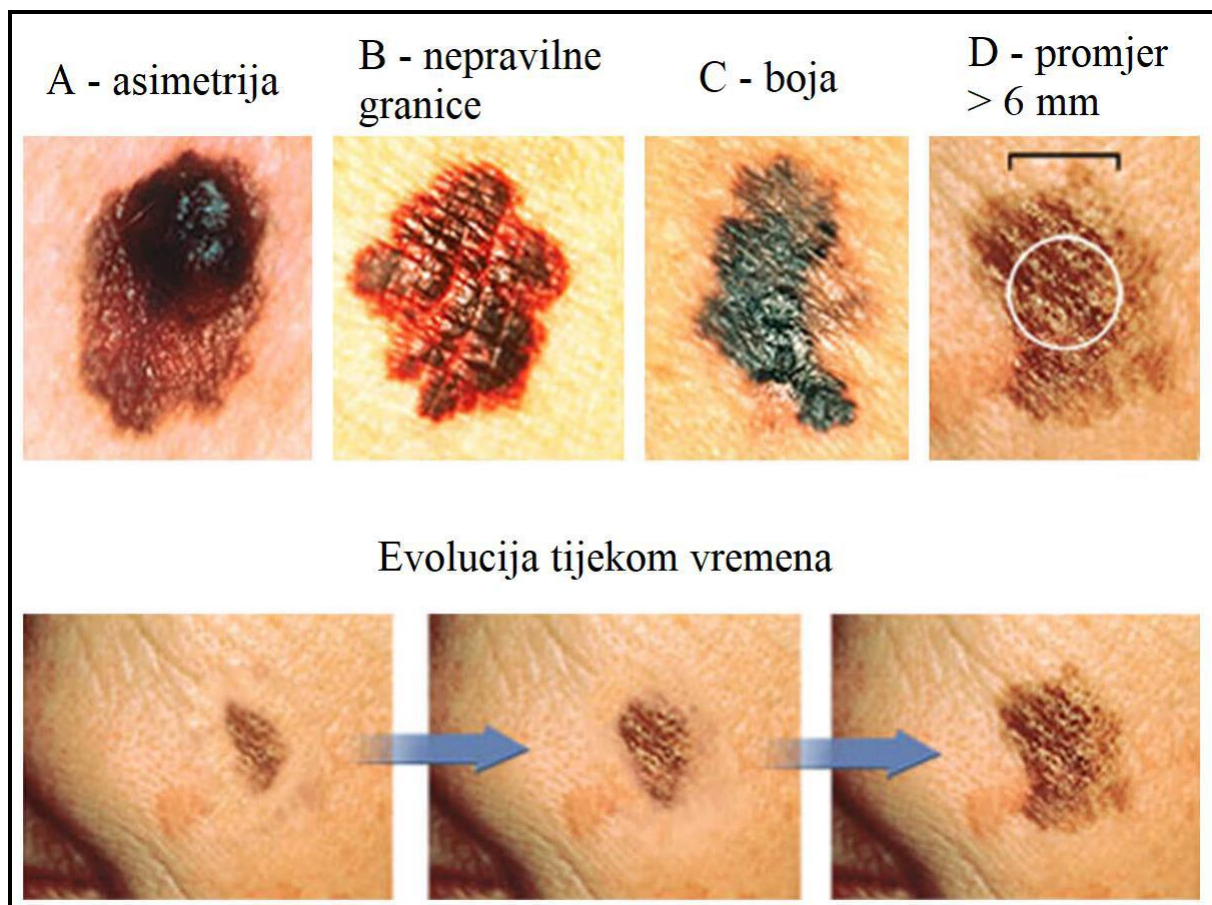 A - asimetrija
B - nepravilne
granice
C - boja
D - promjer
> 6 mm
Evolucija tijekom vremena